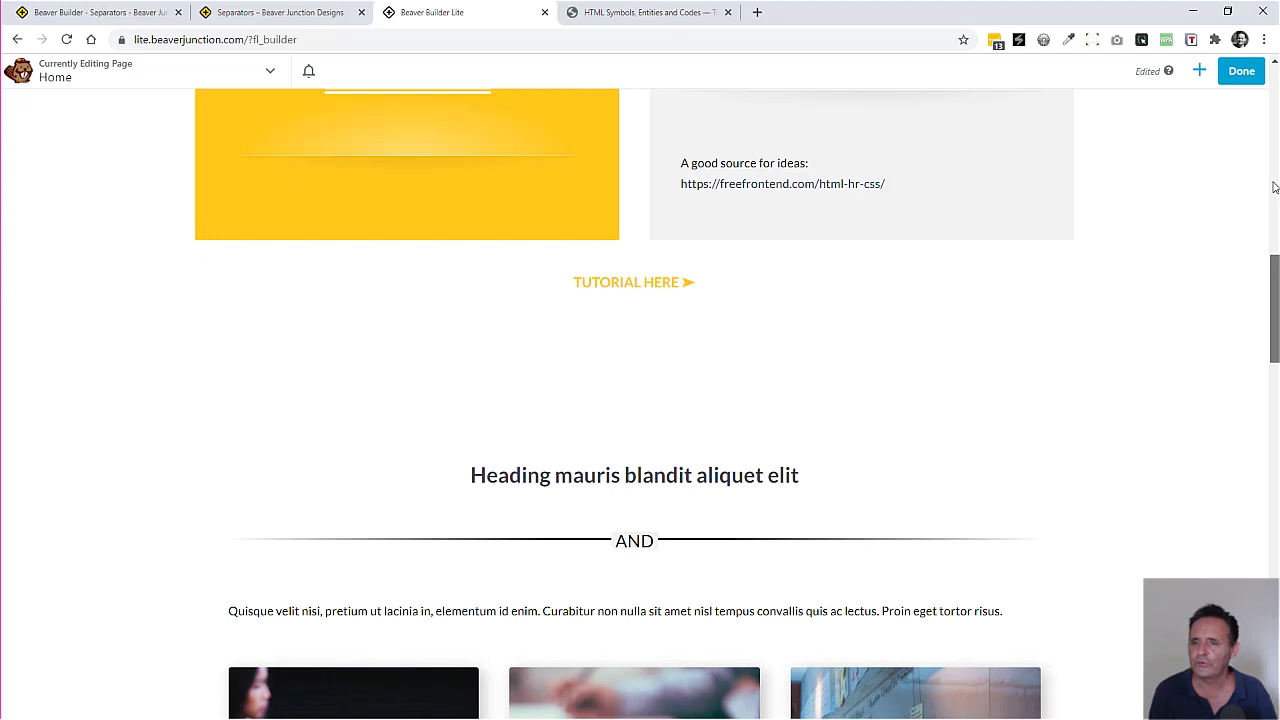 Beaver Builder - Separators - Beaver Ju
Separators – Beaver Junction Designs
Beaver Builder Lite
HTML Symbols, Entities and Codes — T
lite.beaverjunction.com/?fl_builder
13
WPA
T
Currently Editing Page
Home
Edited
Done
A good source for ideas:
https://freefrontend.com/html-hr-css/
TUTORIAL HERE ➤
Heading mauris blandit aliquet elit
AND
Quisque velit nisi, pretium ut lacinia in, elementum id enim. Curabitur non nulla sit amet nisl tempus convallis quis ac lectus. Proin eget tortor risus.